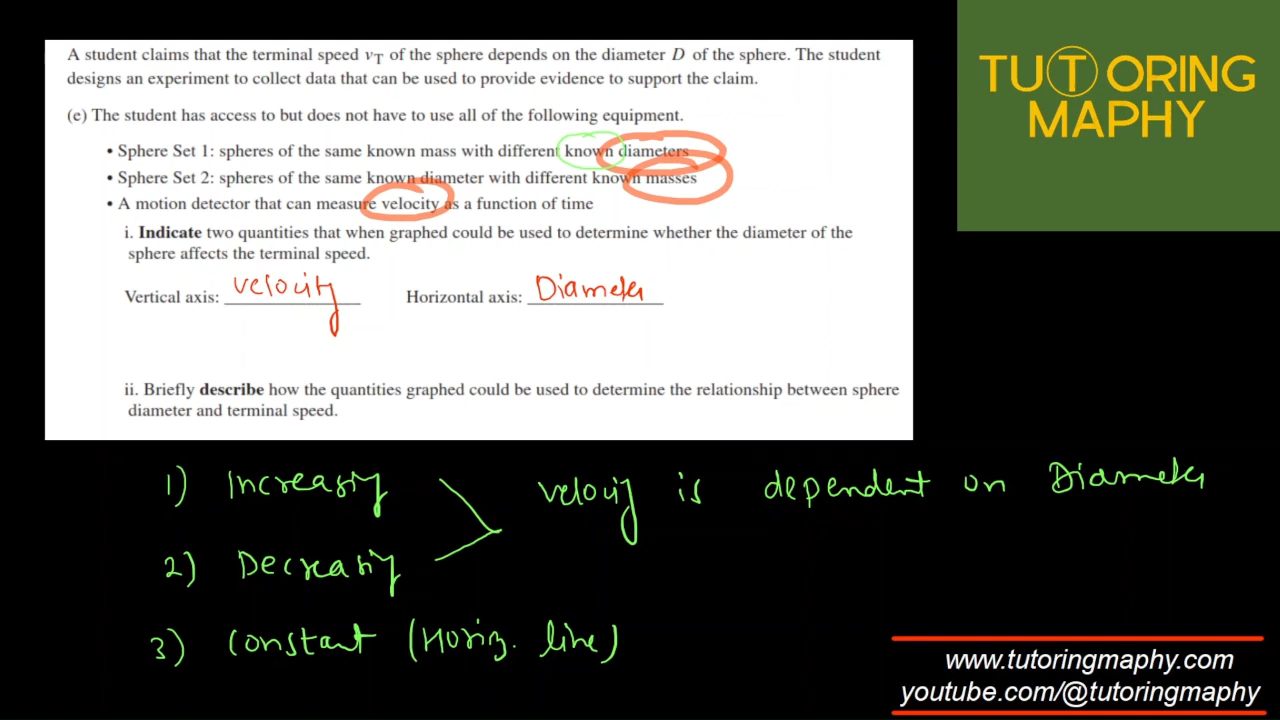 A student claims that the terminal speed vT of the sphere depends on the diameter D of the sphere. The student
designs an experiment to collect data that can be used to provide evidence to support the claim.
(e) The student has access to but does not have to use all of the following equipment.
• Sphere Set 1: spheres of the same known mass with different known diameters
• Sphere Set 2: spheres of the same known diameter with different known masses
• A motion detector that can measure velocity as a function of time
i. Indicate two quantities that when graphed could be used to determine whether the diameter of the
sphere affects the terminal speed.
Vertical axis: velocity Horizontal axis: Diameter
ii. Briefly describe how the quantities graphed could be used to determine the relationship between sphere
diameter and terminal speed.
1) Increasing velocity is dependent on Diameter
2) Decreasing
3) Constant (Horiz. line)
TUTORING
MAPHY
www.tutoringmaphy.com
youtube.com/@tutoringmaphy